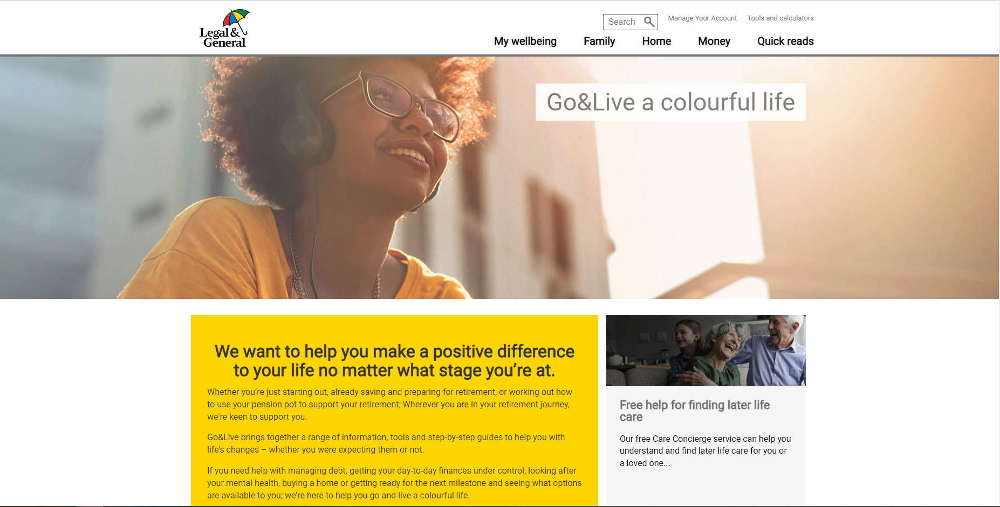 Legal &
General
Search
Manage Your Account
Tools and calculators
My wellbeing
Family
Home
Money
Quick reads
Go&Live a colourful life
We want to help you make a positive difference
to your life no matter what stage you’re at.
Whether you’re just starting out, already saving and preparing for retirement, or working out how
to use your pension pot to support your retirement; Wherever you are in your retirement journey,
we're keen to support you.
Go&Live brings together a range of information, tools and step-by-step guides to help you with
life’s changes – whether you were expecting them or not.
If you need help with managing debt, getting your day-to-day finances under control, looking after
your mental health, buying a home or getting ready for the next milestone and seeing what options
are available to you; we’re here to help you go and live a colourful life.
Free help for finding later life
care
Our free Care Concierge service can help you
understand and find later life care for you or
a loved one...